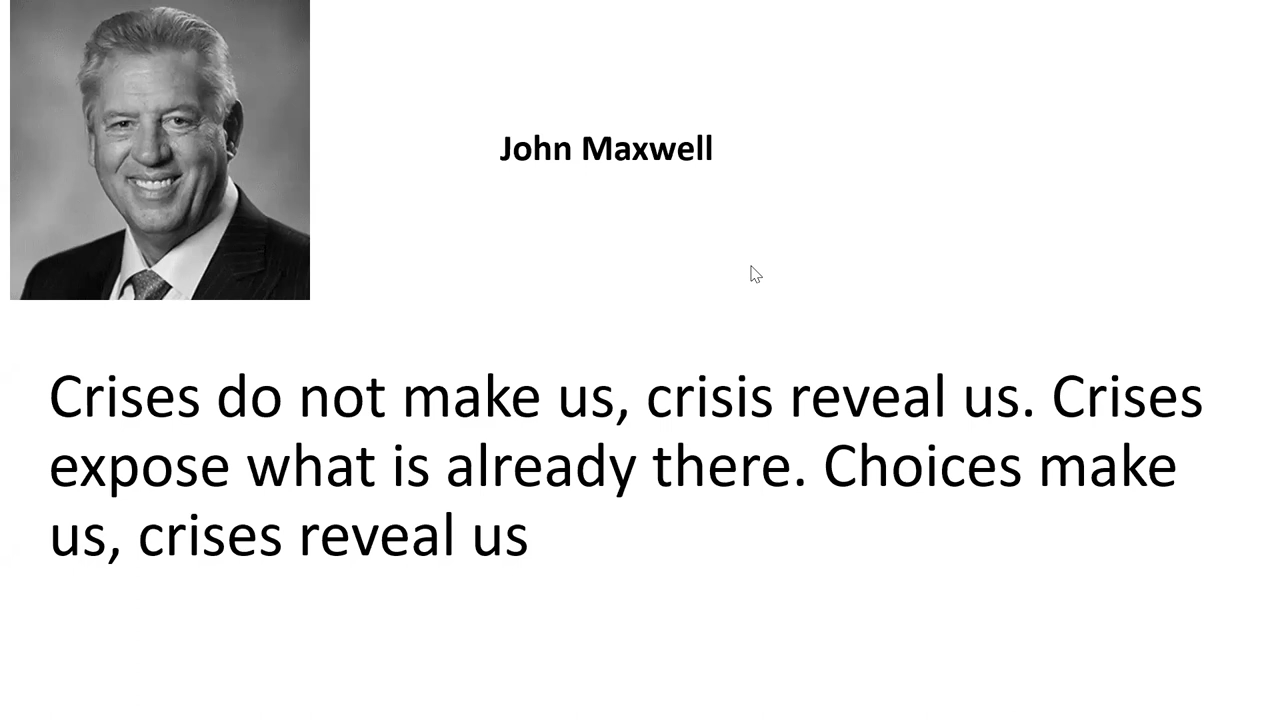 John Maxwell
Crises do not make us, crisis reveal us. Crises
expose what is already there. Choices make
us, crises reveal us